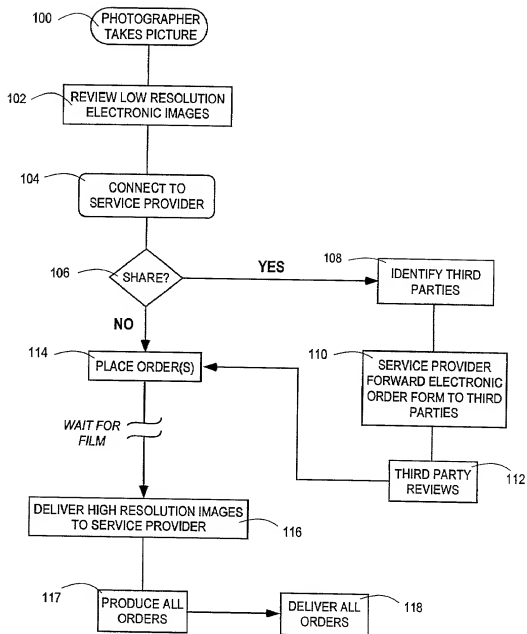 100
PHOTOGRAPHER
TAKES PICTURE
102
REVIEW LOW RESOLUTION
ELECTRONIC IMAGES
104
CONNECT TO
SERVICE PROVIDER
106
SHARE?
YES
108
IDENTIFY THIRD
PARTIES
NO
110
SERVICE PROVIDER
FORWARD ELECTRONIC
ORDER FORM TO THIRD
PARTIES
114
PLACE ORDER(S)
WAIT FOR
FILM
THIRD PARTY
REVIEWS
112
DELIVER HIGH RESOLUTION IMAGES
TO SERVICE PROVIDER
116
117
PRODUCE ALL
ORDERS
DELIVER ALL
ORDERS
118